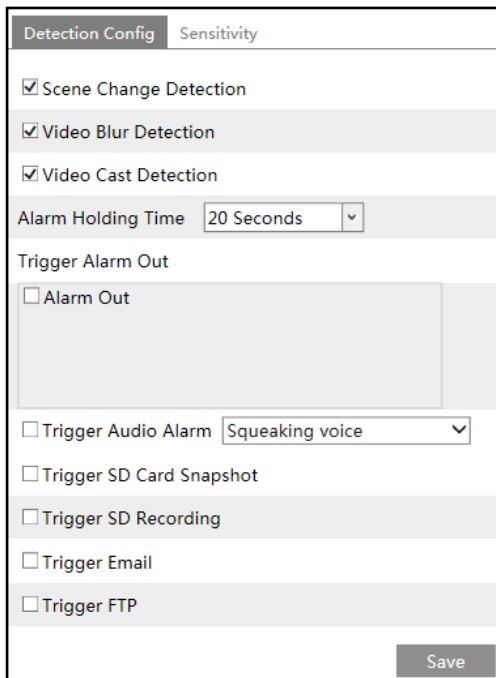 Detection Config Sensitivity
Scene Change Detection
Video Blur Detection
Video Cast Detection
Alarm Holding Time 20 Seconds
Trigger Alarm Out
Alarm Out
Trigger Audio Alarm Squeaking voice
Trigger SD Card Snapshot
Trigger SD Recording
Trigger Email
Trigger FTP
Save